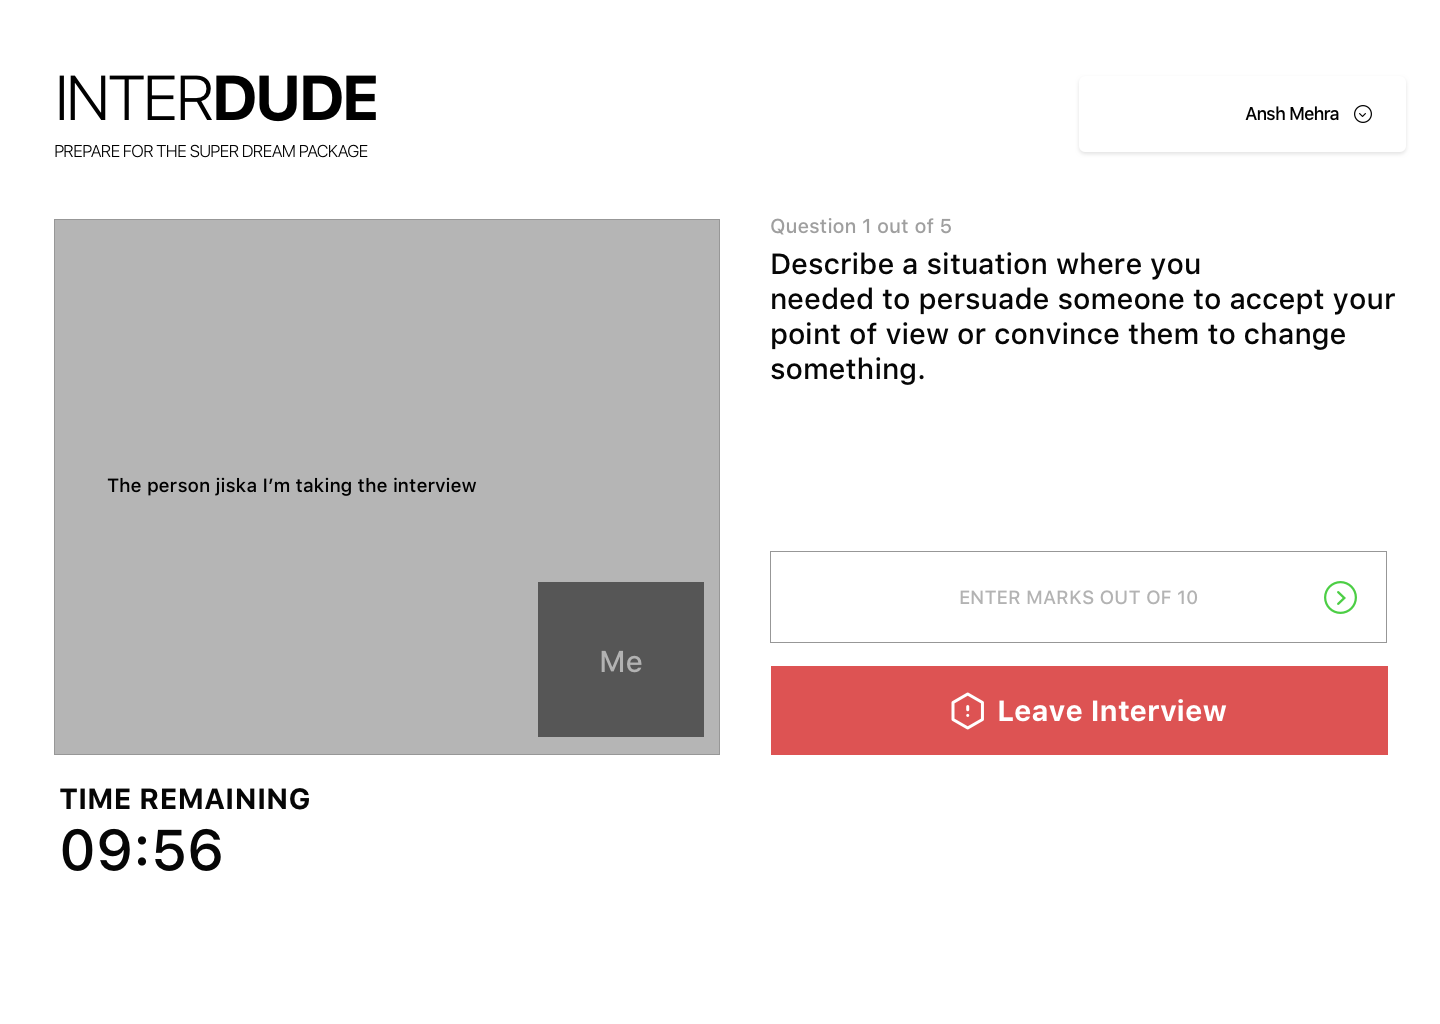 INTERDUDE
PREPARE FOR THE SUPER DREAM PACKAGE
Ansh Mehra
The person jiska I’m taking the interview
Me
TIME REMAINING
09:56
Question 1 out of 5
Describe a situation where you
needed to persuade someone to accept your
point of view or convince them to change
something.
ENTER MARKS OUT OF 10
Leave Interview